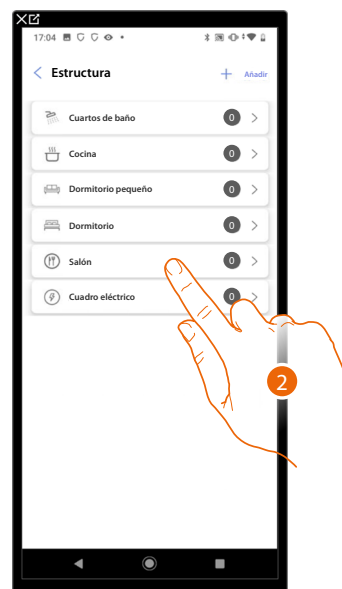 17:04
Estructura
Añadir
Cuartos de baño 0
Cocina 0
Dormitorio pequeño 0
Dormitorio 0
Salón 0
Cuadro eléctrico 0
2